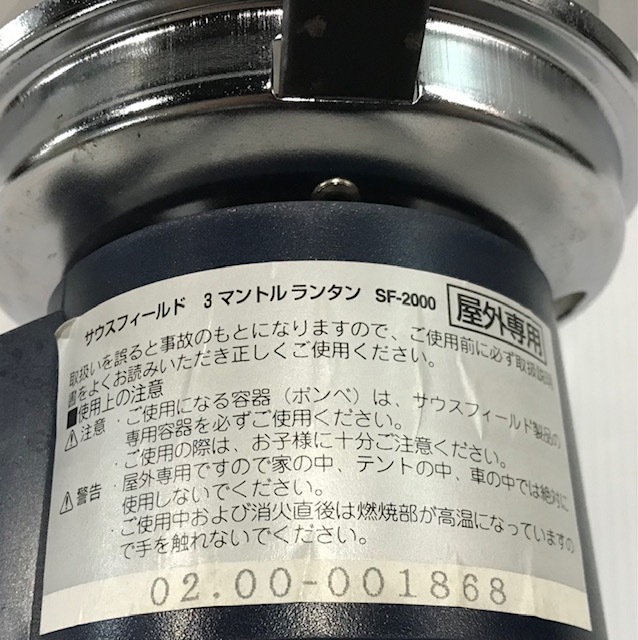 サウスフィールド 3マントルランタン SF-2000 屋外専用
取扱いを誤ると事故のもとになりますので、ご使用前に必ず取扱説明
書をよくお読みいただき正しくご使用ください。
■使用上の注意
⚠注意 ・ご使用になる容器（ボンベ）は、サウスフィールド製品の
専用容器を必ずご使用ください。
・ご使用の際は、お子様に十分ご注意ください。
⚠警告 ・屋外専用ですので家の中、テントの中、車の中では絶対に
使用しないでください。
・ご使用中および消火直後は燃焼部が高温になっていますの
で手を触れないでください。
02.00-001868